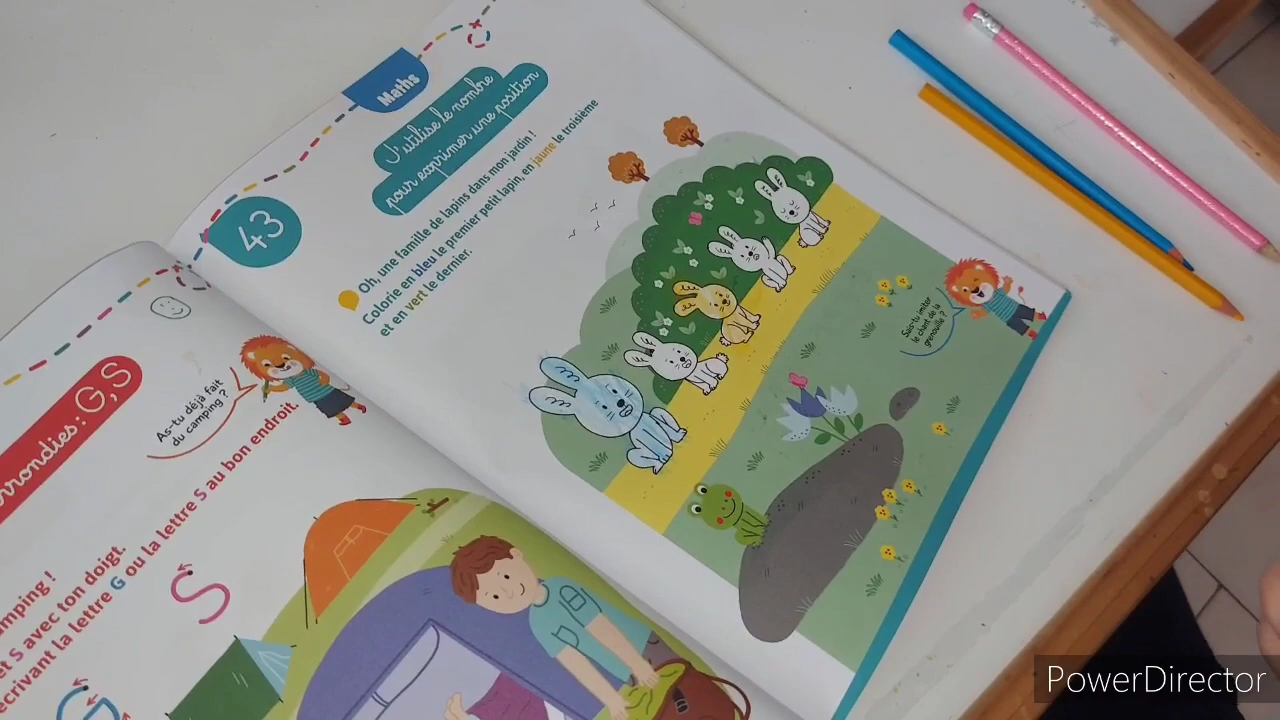 Maths
J'utilise le nombre
pour exprimer une position
43
Oh, une famille de lapins dans mon jardin !
Colorie en bleu le premier petit lapin, en jaune le troisième
et en vert le dernier.
Sais-tu imiter
le chant de la
grenouille ?
rrondies : G, S
As-tu déjà fait
du camping ?
amping !
et S avec ton doigt.
écrivant la lettre G ou la lettre S au bon endroit.
S
G
PowerDirector